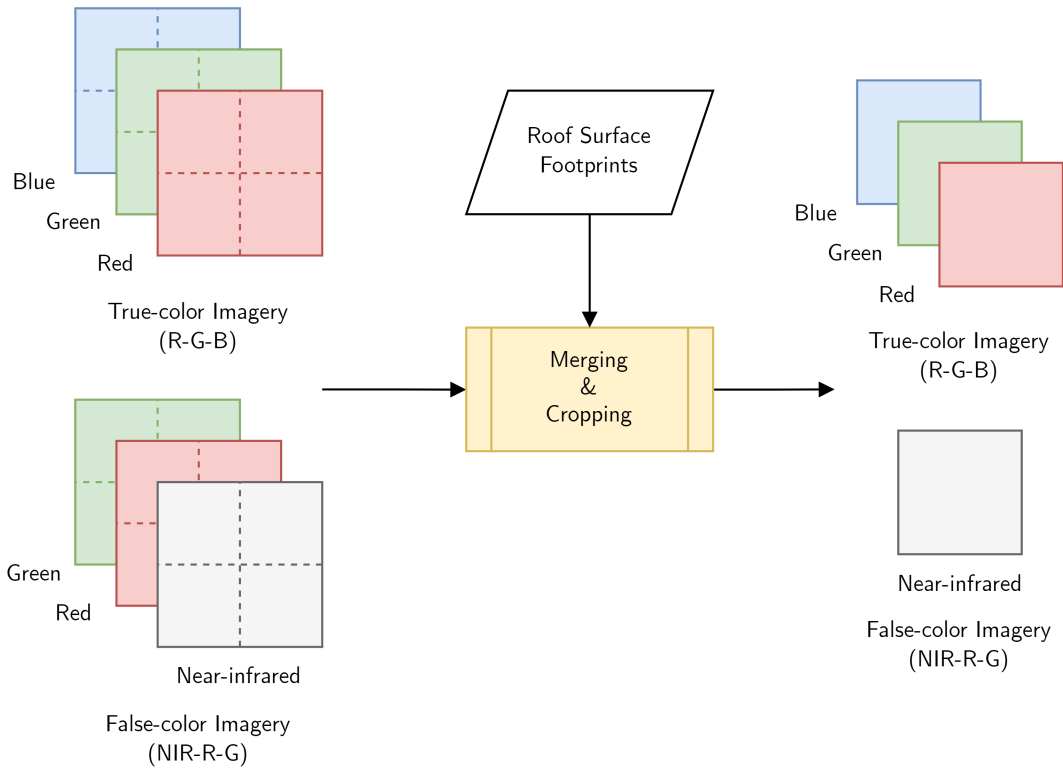 Blue
Green
Red
True-color Imagery
(R-G-B)
Green
Red
Near-infrared
False-color Imagery
(NIR-R-G)
Roof Surface
Footprints
Merging
&
Cropping
Blue
Green
Red
True-color Imagery
(R-G-B)
Near-infrared
False-color Imagery
(NIR-R-G)